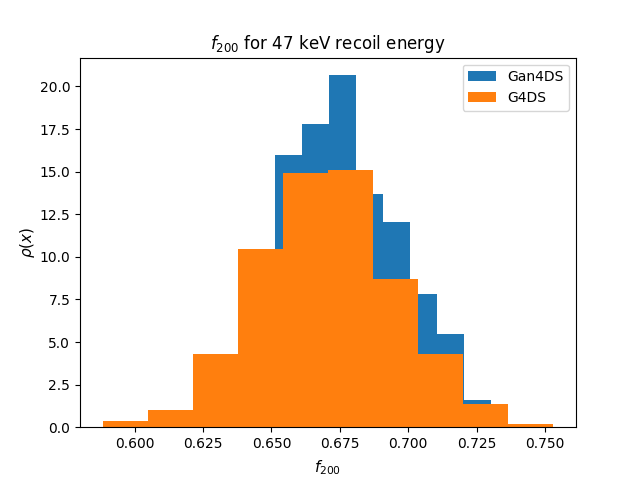 f₂₀₀ for 47 keV recoil energy
Gan4DS
G4DS
20.0
17.5
15.0
12.5
10.0
7.5
5.0
2.5
0.0
ρ(x)
0.600 0.625 0.650 0.675 0.700 0.725 0.750
f₂₀₀